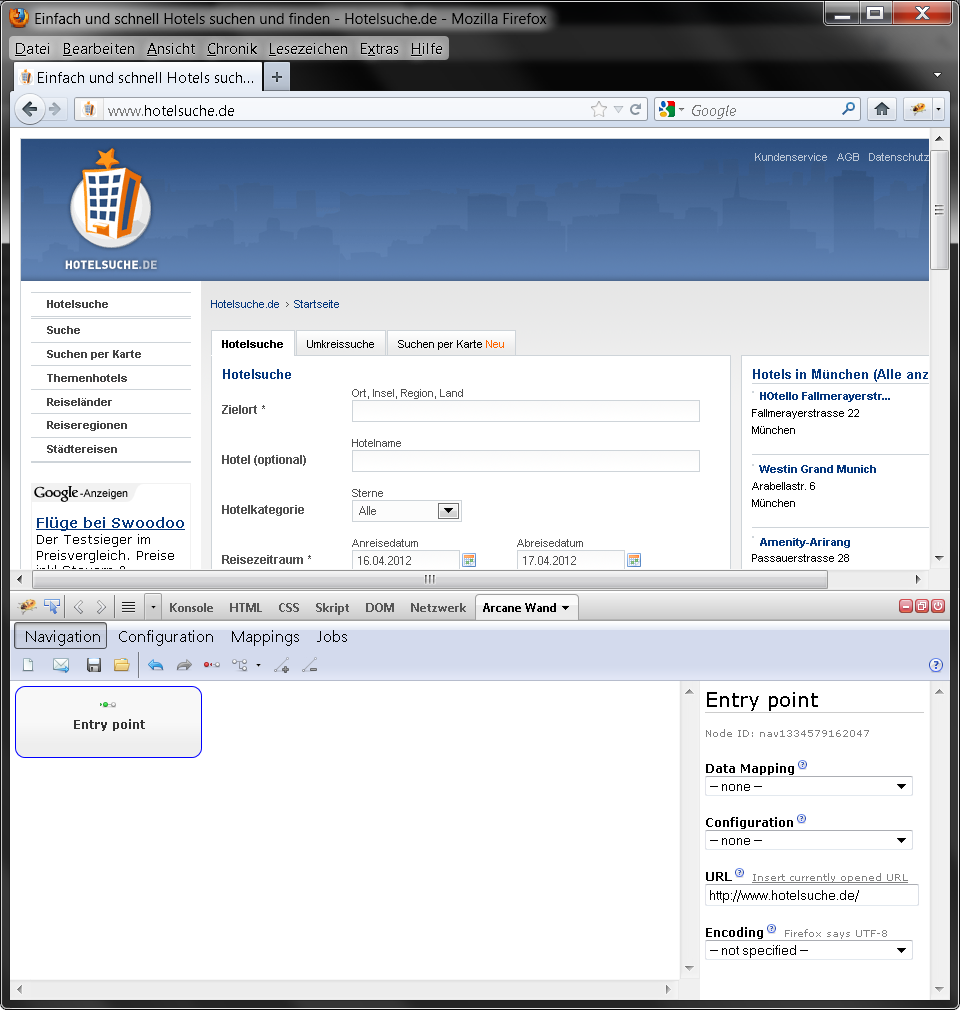 Einfach und schnell Hotels suchen und finden - Hotelsuche.de - Mozilla Firefox
Datei Bearbeiten Ansicht Chronik Lesezeichen Extras Hilfe
Einfach und schnell Hotels such... +
www.hotelsuche.de Google
Kundenservice AGB Datenschutz
HOTELSUCHE.DE
Hotelsuche
Suche
Suchen per Karte
Themenhotels
Reiseländer
Reiseregionen
Städtereisen
Google-Anzeigen
Flüge bei Swoodoo
Der Testsieger im
Preisvergleich. Preise
Hotelsuche.de > Startseite
Hotelsuche Umkreissuche Suchen per Karte Neu
Hotelsuche
Ort, Insel, Region, Land
Zielort *
Hotelname
Hotel (optional)
Sterne
Hotelkategorie Alle
Anreisedatum Abreisedatum
Reisezeitraum * 16.04.2012 17.04.2012
Hotels in München (Alle anz
H0tello Fallmerayerstr...
Fallmerayerstrasse 22
München
Westin Grand Munich
Arabellastr. 6
München
Amenity-Arirang
Passauerstrasse 28
Konsole HTML CSS Skript DOM Netzwerk Arcane Wand
Navigation Configuration Mappings Jobs
Entry point
Entry point
Node ID: nav1334579162047
Data Mapping ?
-- none --
Configuration ?
-- none --
URL ? Insert currently opened URL
http://www.hotelsuche.de/
Encoding ? Firefox says UTF-8
-- not specified --